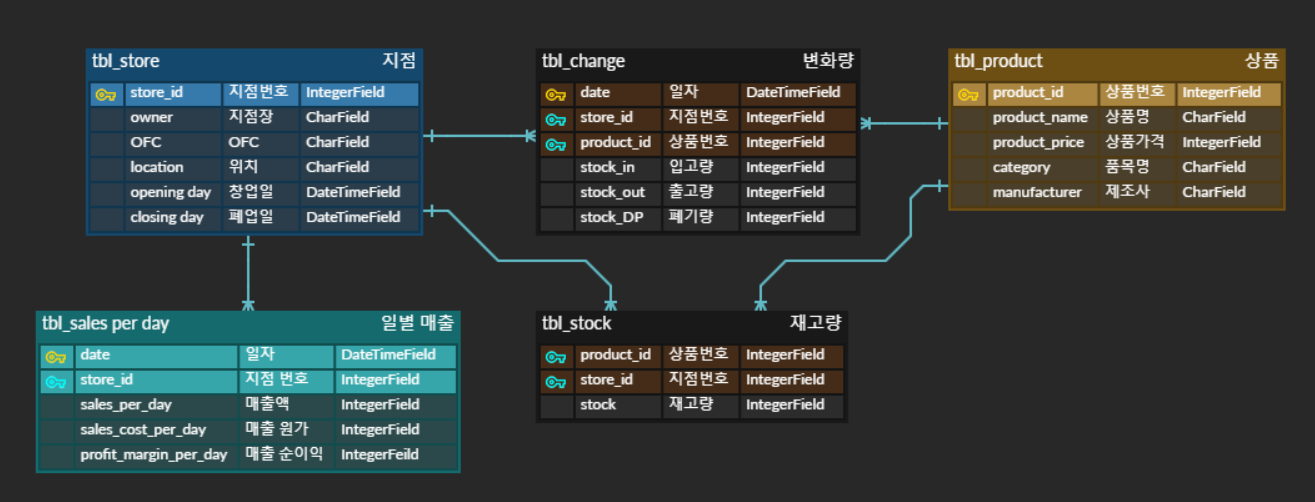 tbl_store 지점
store_id 지점번호 IntegerField
owner 지점장 CharField
OFC OFC CharField
location 위치 CharField
opening day 창업일 DateTimeField
closing day 폐업일 DateTimeField
tbl_change 변화량
date 일자 DateTimeField
store_id 지점번호 IntegerField
product_id 상품번호 IntegerField
stock_in 입고량 IntegerField
stock_out 출고량 IntegerField
stock_DP 폐기량 IntegerField
tbl_product 상품
product_id 상품번호 IntegerField
product_name 상품명 CharField
product_price 상품가격 IntegerField
category 품목명 CharField
manufacturer 제조사 CharField
tbl_sales per day 일별 매출
date 일자 DateTimeField
store_id 지점 번호 IntegerField
sales_per_day 매출액 IntegerField
sales_cost_per_day 매출 원가 IntegerField
profit_margin_per_day 매출 순이익 IntegerFeild
tbl_stock 재고량
product_id 상품번호 IntegerField
store_id 지점번호 IntegerField
stock 재고량 IntegerField